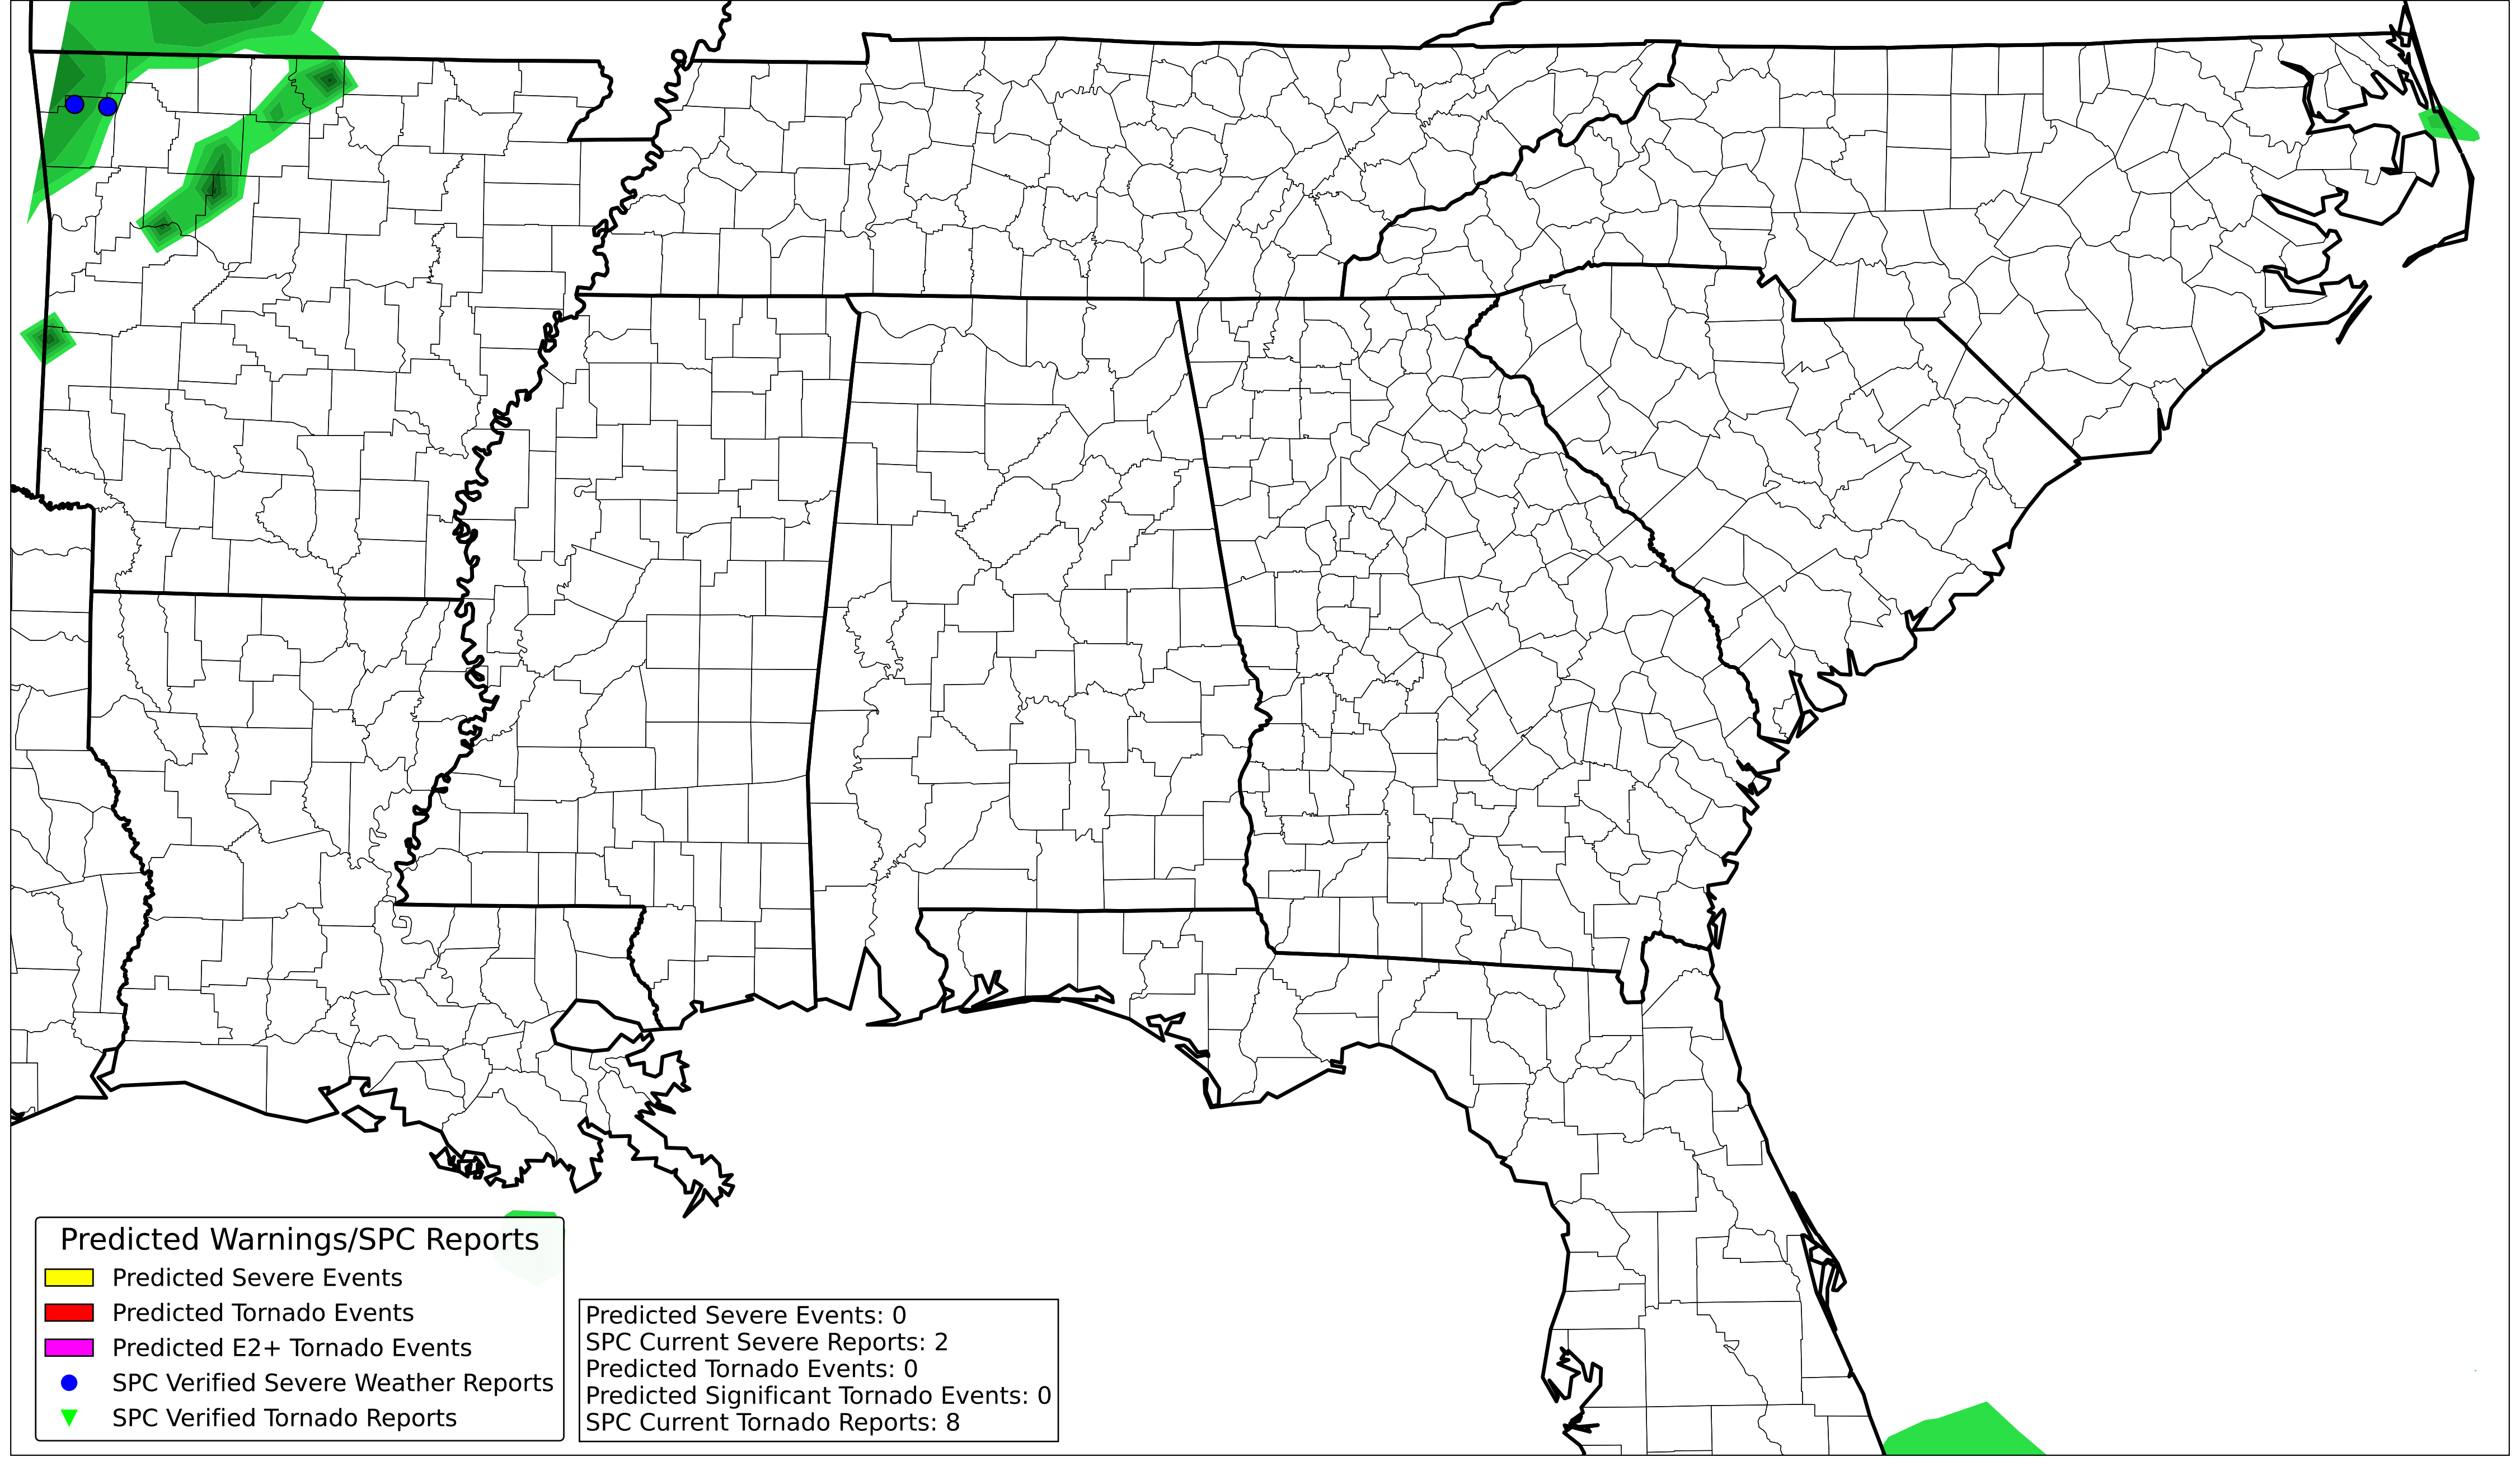 Predicted Warnings/SPC Reports
Predicted Severe Events
Predicted Tornado Events
Predicted E2+ Tornado Events
SPC Verified Severe Weather Reports
SPC Verified Tornado Reports
Predicted Severe Events: 0
SPC Current Severe Reports: 2
Predicted Tornado Events: 0
Predicted Significant Tornado Events: 0
SPC Current Tornado Reports: 8